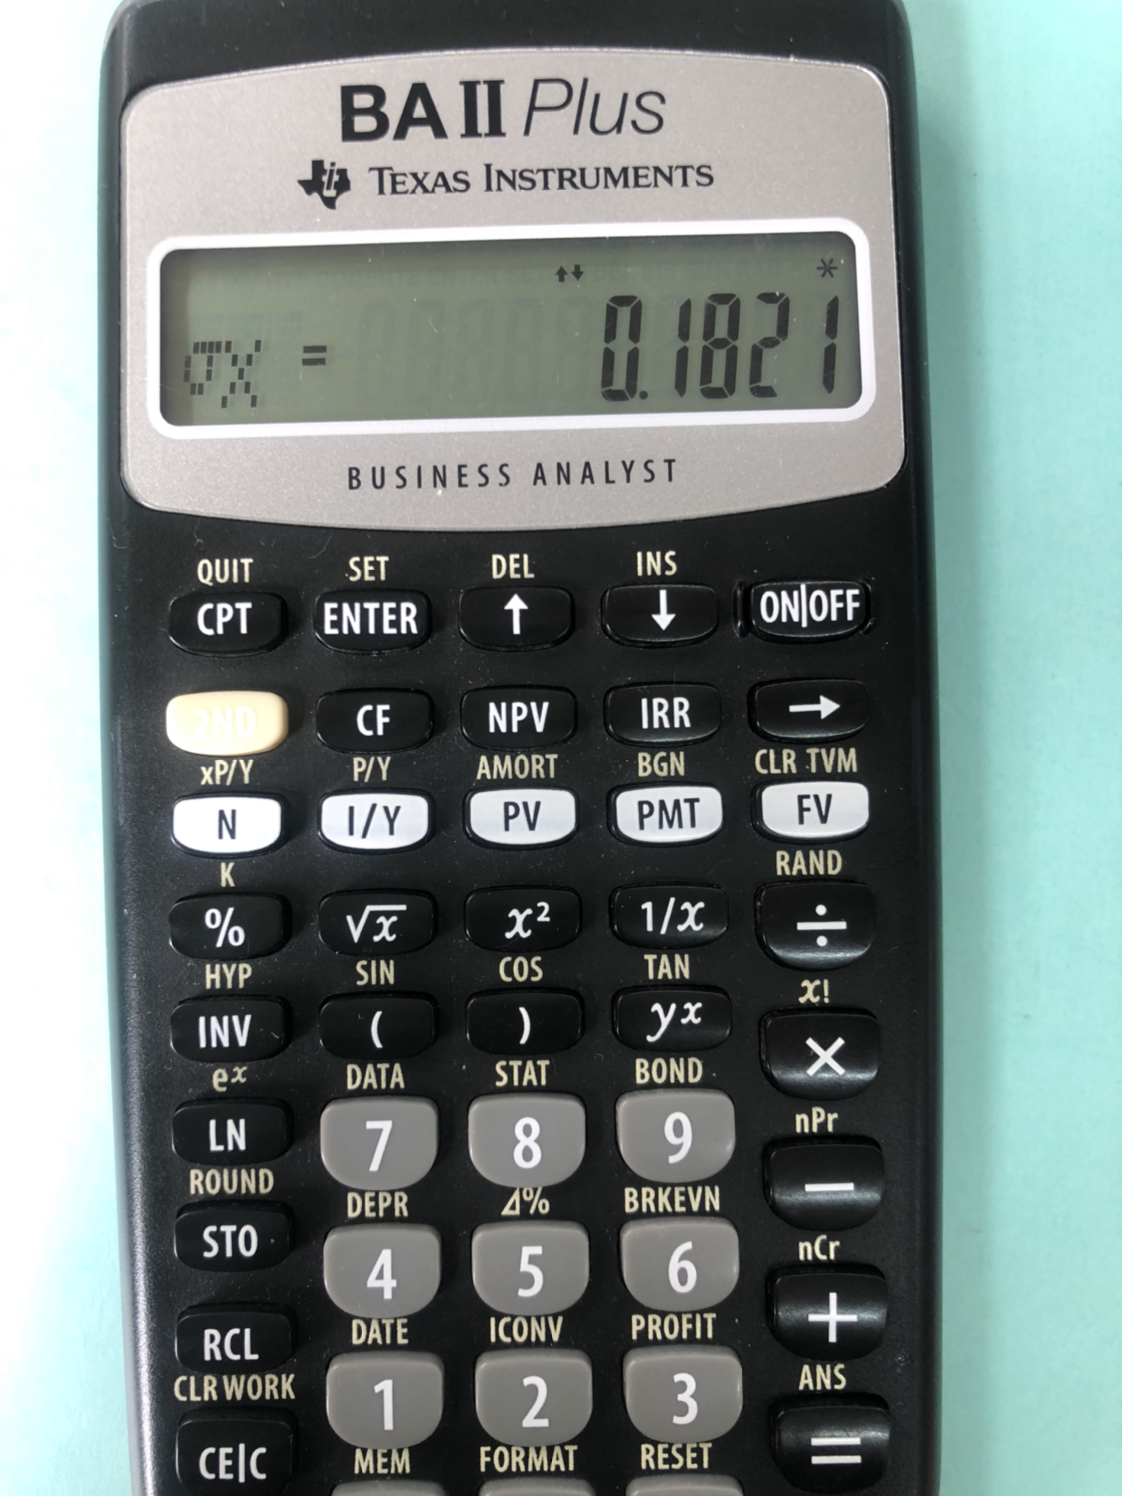 BA II Plus
TEXAS INSTRUMENTS
σx = 0.1821
BUSINESS ANALYST
QUIT SET DEL INS
CPT ENTER ↑ ↓ ON|OFF
2ND CF NPV IRR →
xP/Y P/Y AMORT BGN CLR TVM
N I/Y PV PMT FV
K RAND
% √x x² 1/x ÷
HYP SIN COS TAN x!
INV ( ) yˣ ×
eˣ DATA STAT BOND nPr
LN 7 8 9 −
ROUND DEPR Δ% BRKEVN nCr
STO 4 5 6 +
DATE ICONV PROFIT
RCL 1 2 3
CLR WORK ANS
CE|C =
MEM FORMAT RESET